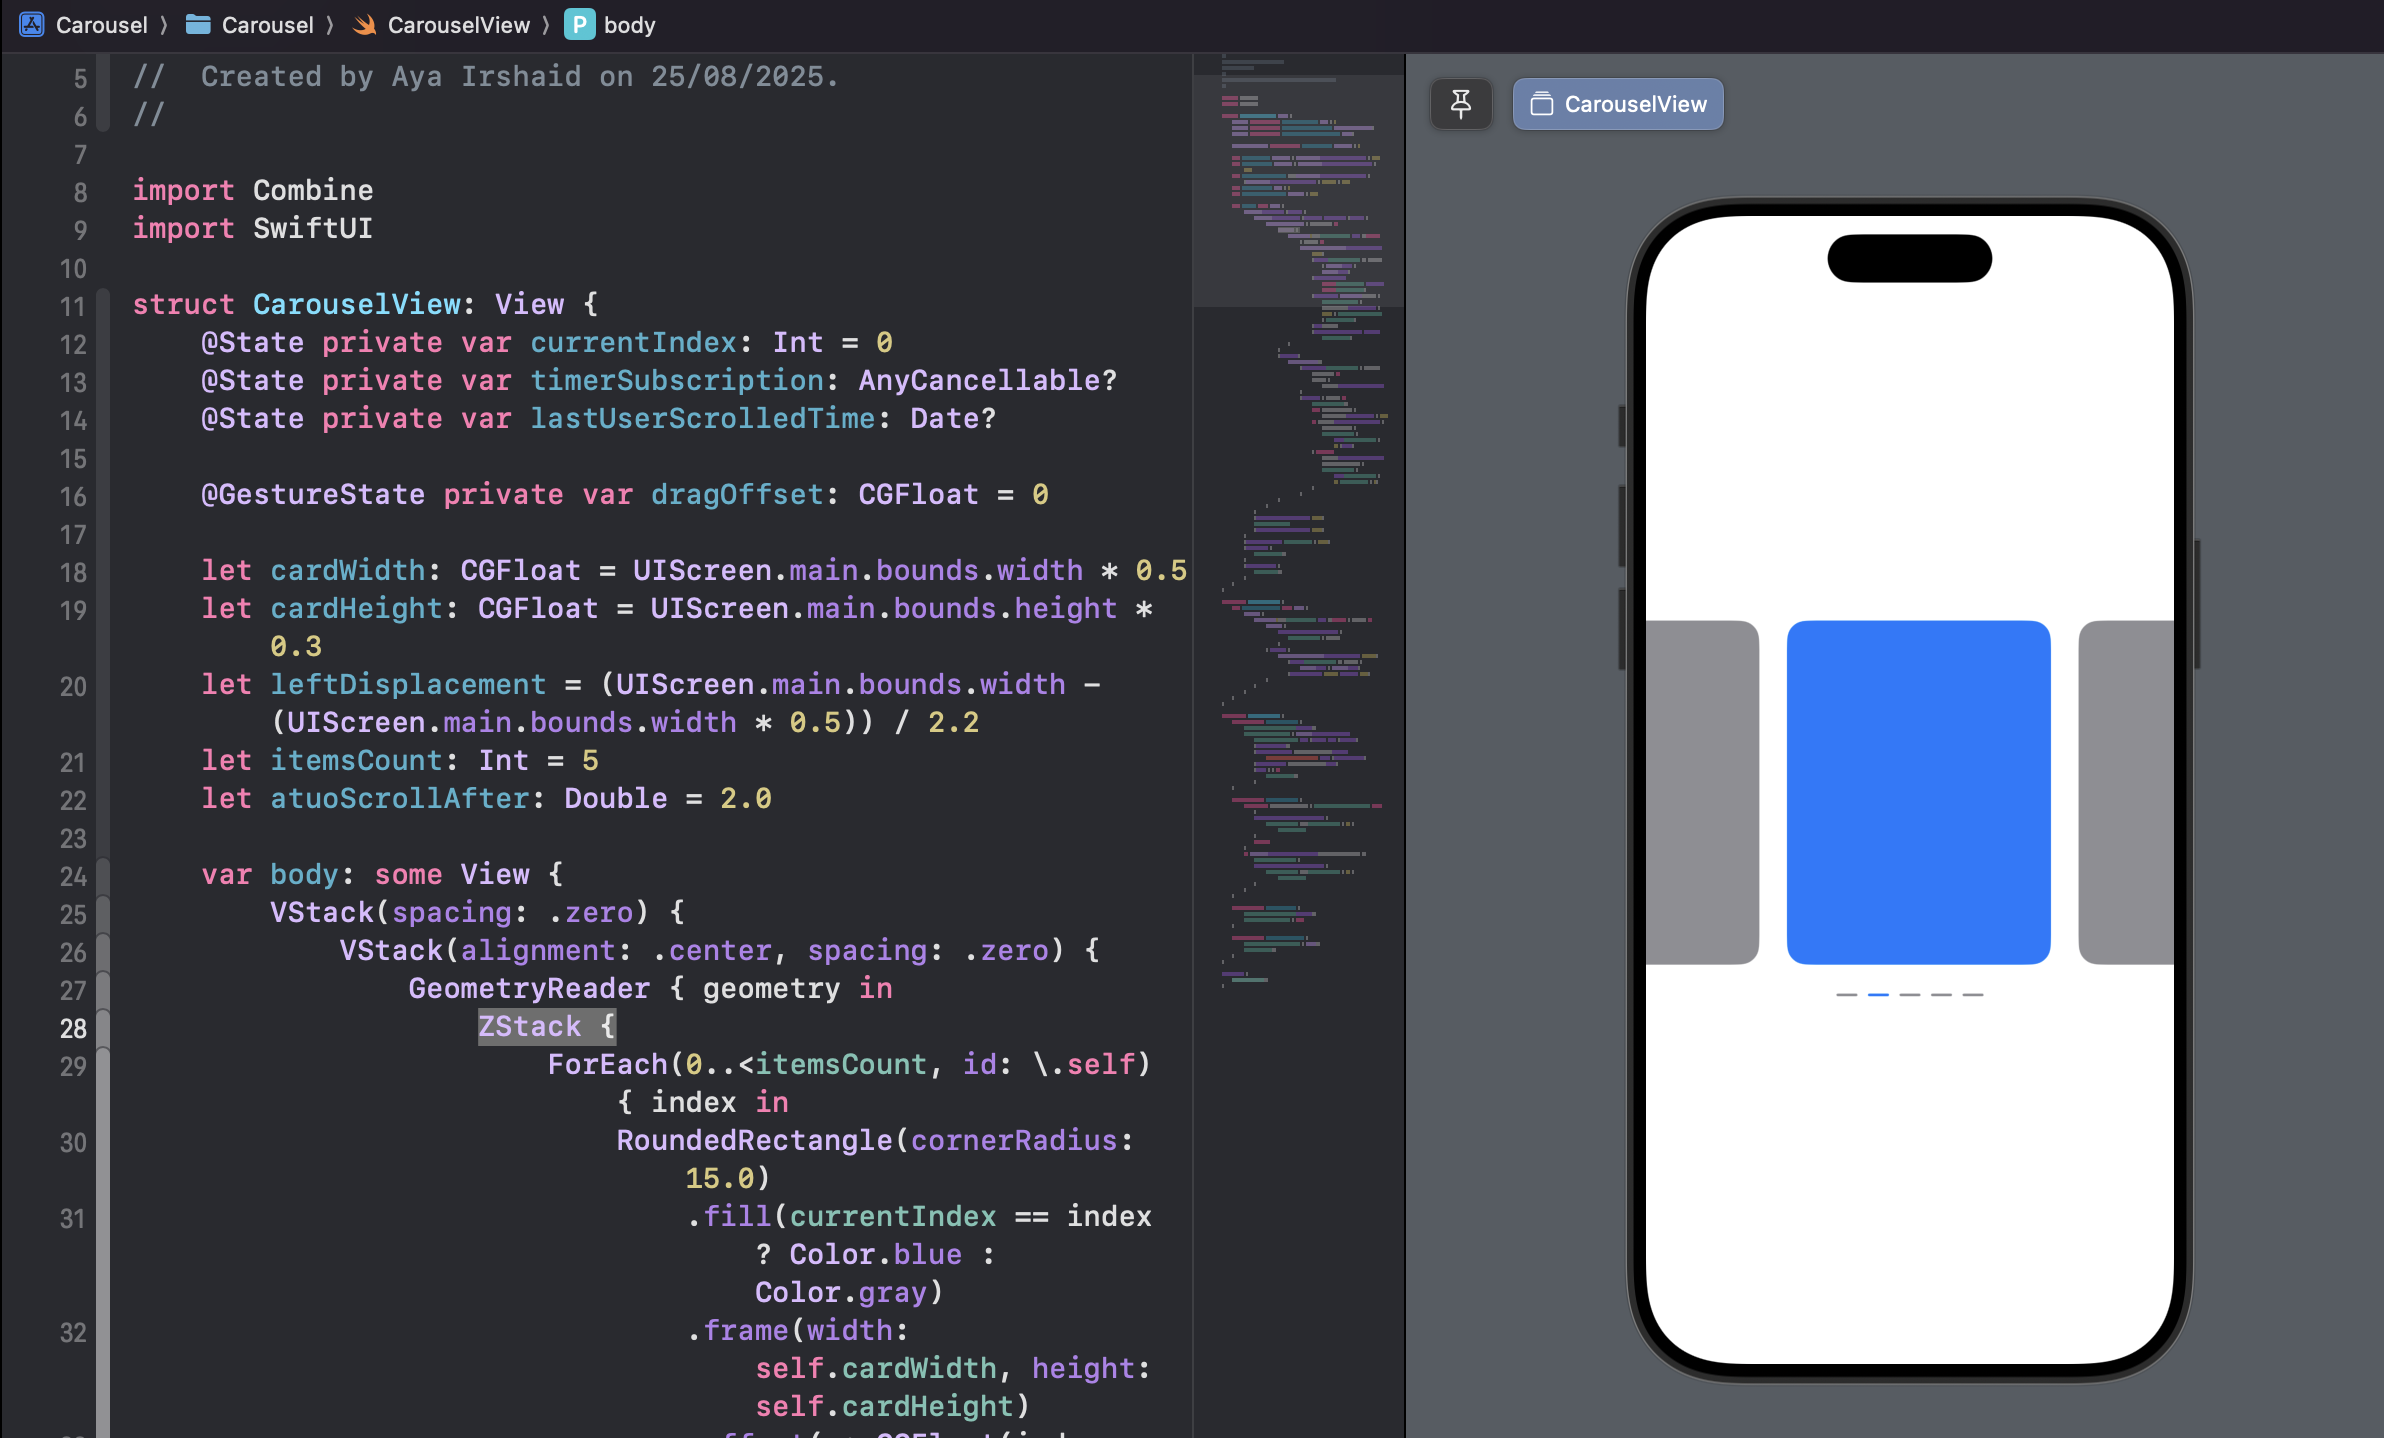 Carousel 〉 Carousel 〉 CarouselView 〉 P body
5 //  Created by Aya Irshaid on 25/08/2025.
6 //
7
8 import Combine
9 import SwiftUI
10
11 struct CarouselView: View {
12     @State private var currentIndex: Int = 0
13     @State private var timerSubscription: AnyCancellable?
14     @State private var lastUserScrolledTime: Date?
15
16     @GestureState private var dragOffset: CGFloat = 0
17
18     let cardWidth: CGFloat = UIScreen.main.bounds.width * 0.5
19     let cardHeight: CGFloat = UIScreen.main.bounds.height *
0.3
20     let leftDisplacement = (UIScreen.main.bounds.width -
(UIScreen.main.bounds.width * 0.5)) / 2.2
21     let itemsCount: Int = 5
22     let atuoScrollAfter: Double = 2.0
23
24     var body: some View {
25         VStack(spacing: .zero) {
26             VStack(alignment: .center, spacing: .zero) {
27                 GeometryReader { geometry in
28                     ZStack {
29                         ForEach(0..<itemsCount, id: \.self)
{ index in
30                             RoundedRectangle(cornerRadius:
15.0)
31                                 .fill(currentIndex == index
? Color.blue :
Color.gray)
32                                 .frame(width:
self.cardWidth, height:
self.cardHeight)
CarouselView